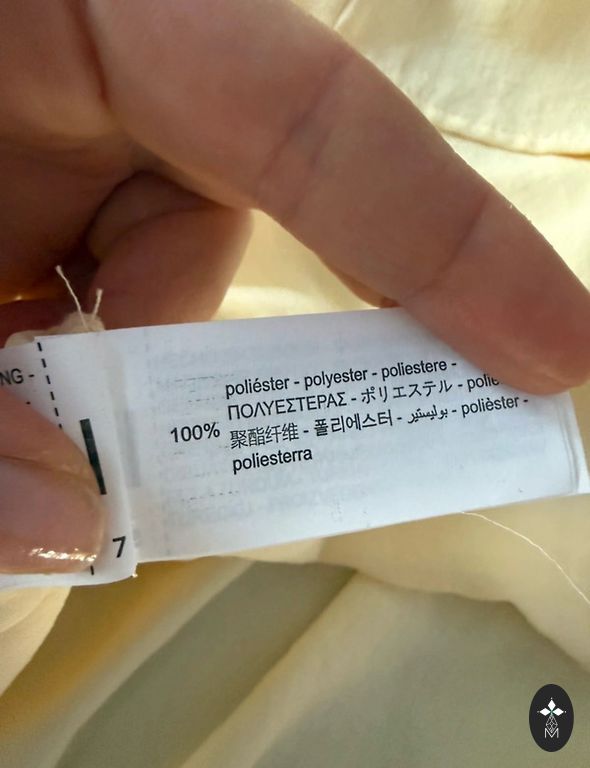 NG -
7
100%
poliéster - polyester - poliestere -
ΠΟΛΥΕΣΤΕΡΑΣ - ポリエステル -
聚酯纤维 - 폴리에스터 - بوليستير - polièster -
poliesterra
M